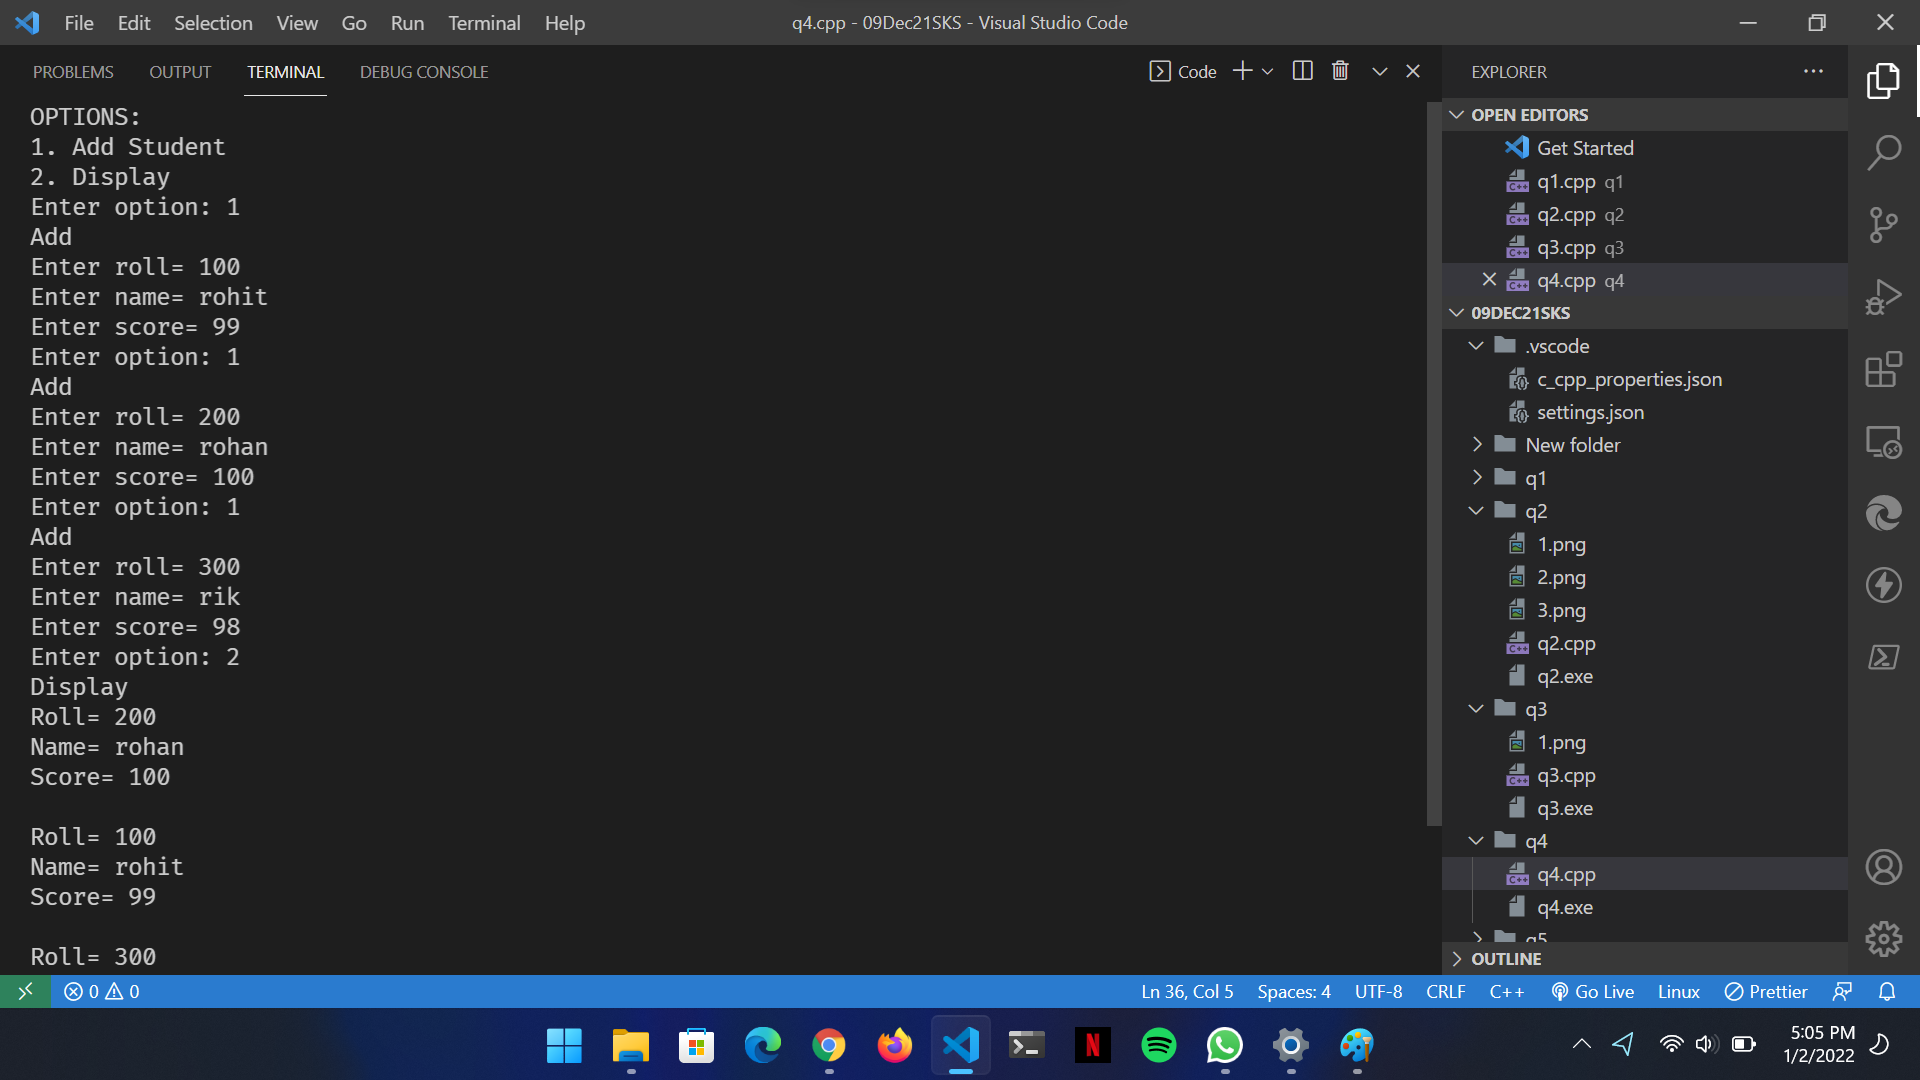 File Edit Selection View Go Run Terminal Help
q4.cpp - 09Dec21SKS - Visual Studio Code
PROBLEMS OUTPUT TERMINAL DEBUG CONSOLE
Code
OPTIONS:
1. Add Student
2. Display
Enter option: 1
Add
Enter roll= 100
Enter name= rohit
Enter score= 99
Enter option: 1
Add
Enter roll= 200
Enter name= rohan
Enter score= 100
Enter option: 1
Add
Enter roll= 300
Enter name= rik
Enter score= 98
Enter option: 2
Display
Roll= 200
Name= rohan
Score= 100
Roll= 100
Name= rohit
Score= 99
Roll= 300
EXPLORER
OPEN EDITORS
Get Started
q1.cpp q1
q2.cpp q2
q3.cpp q3
q4.cpp q4
09DEC21SKS
.vscode
c_cpp_properties.json
settings.json
New folder
q1
q2
1.png
2.png
3.png
q2.cpp
q2.exe
q3
1.png
q3.cpp
q3.exe
q4
q4.cpp
q4.exe
q5
OUTLINE
0 0
Ln 36, Col 5 Spaces: 4 UTF-8 CRLF C++ Go Live Linux Prettier
5:05 PM
1/2/2022